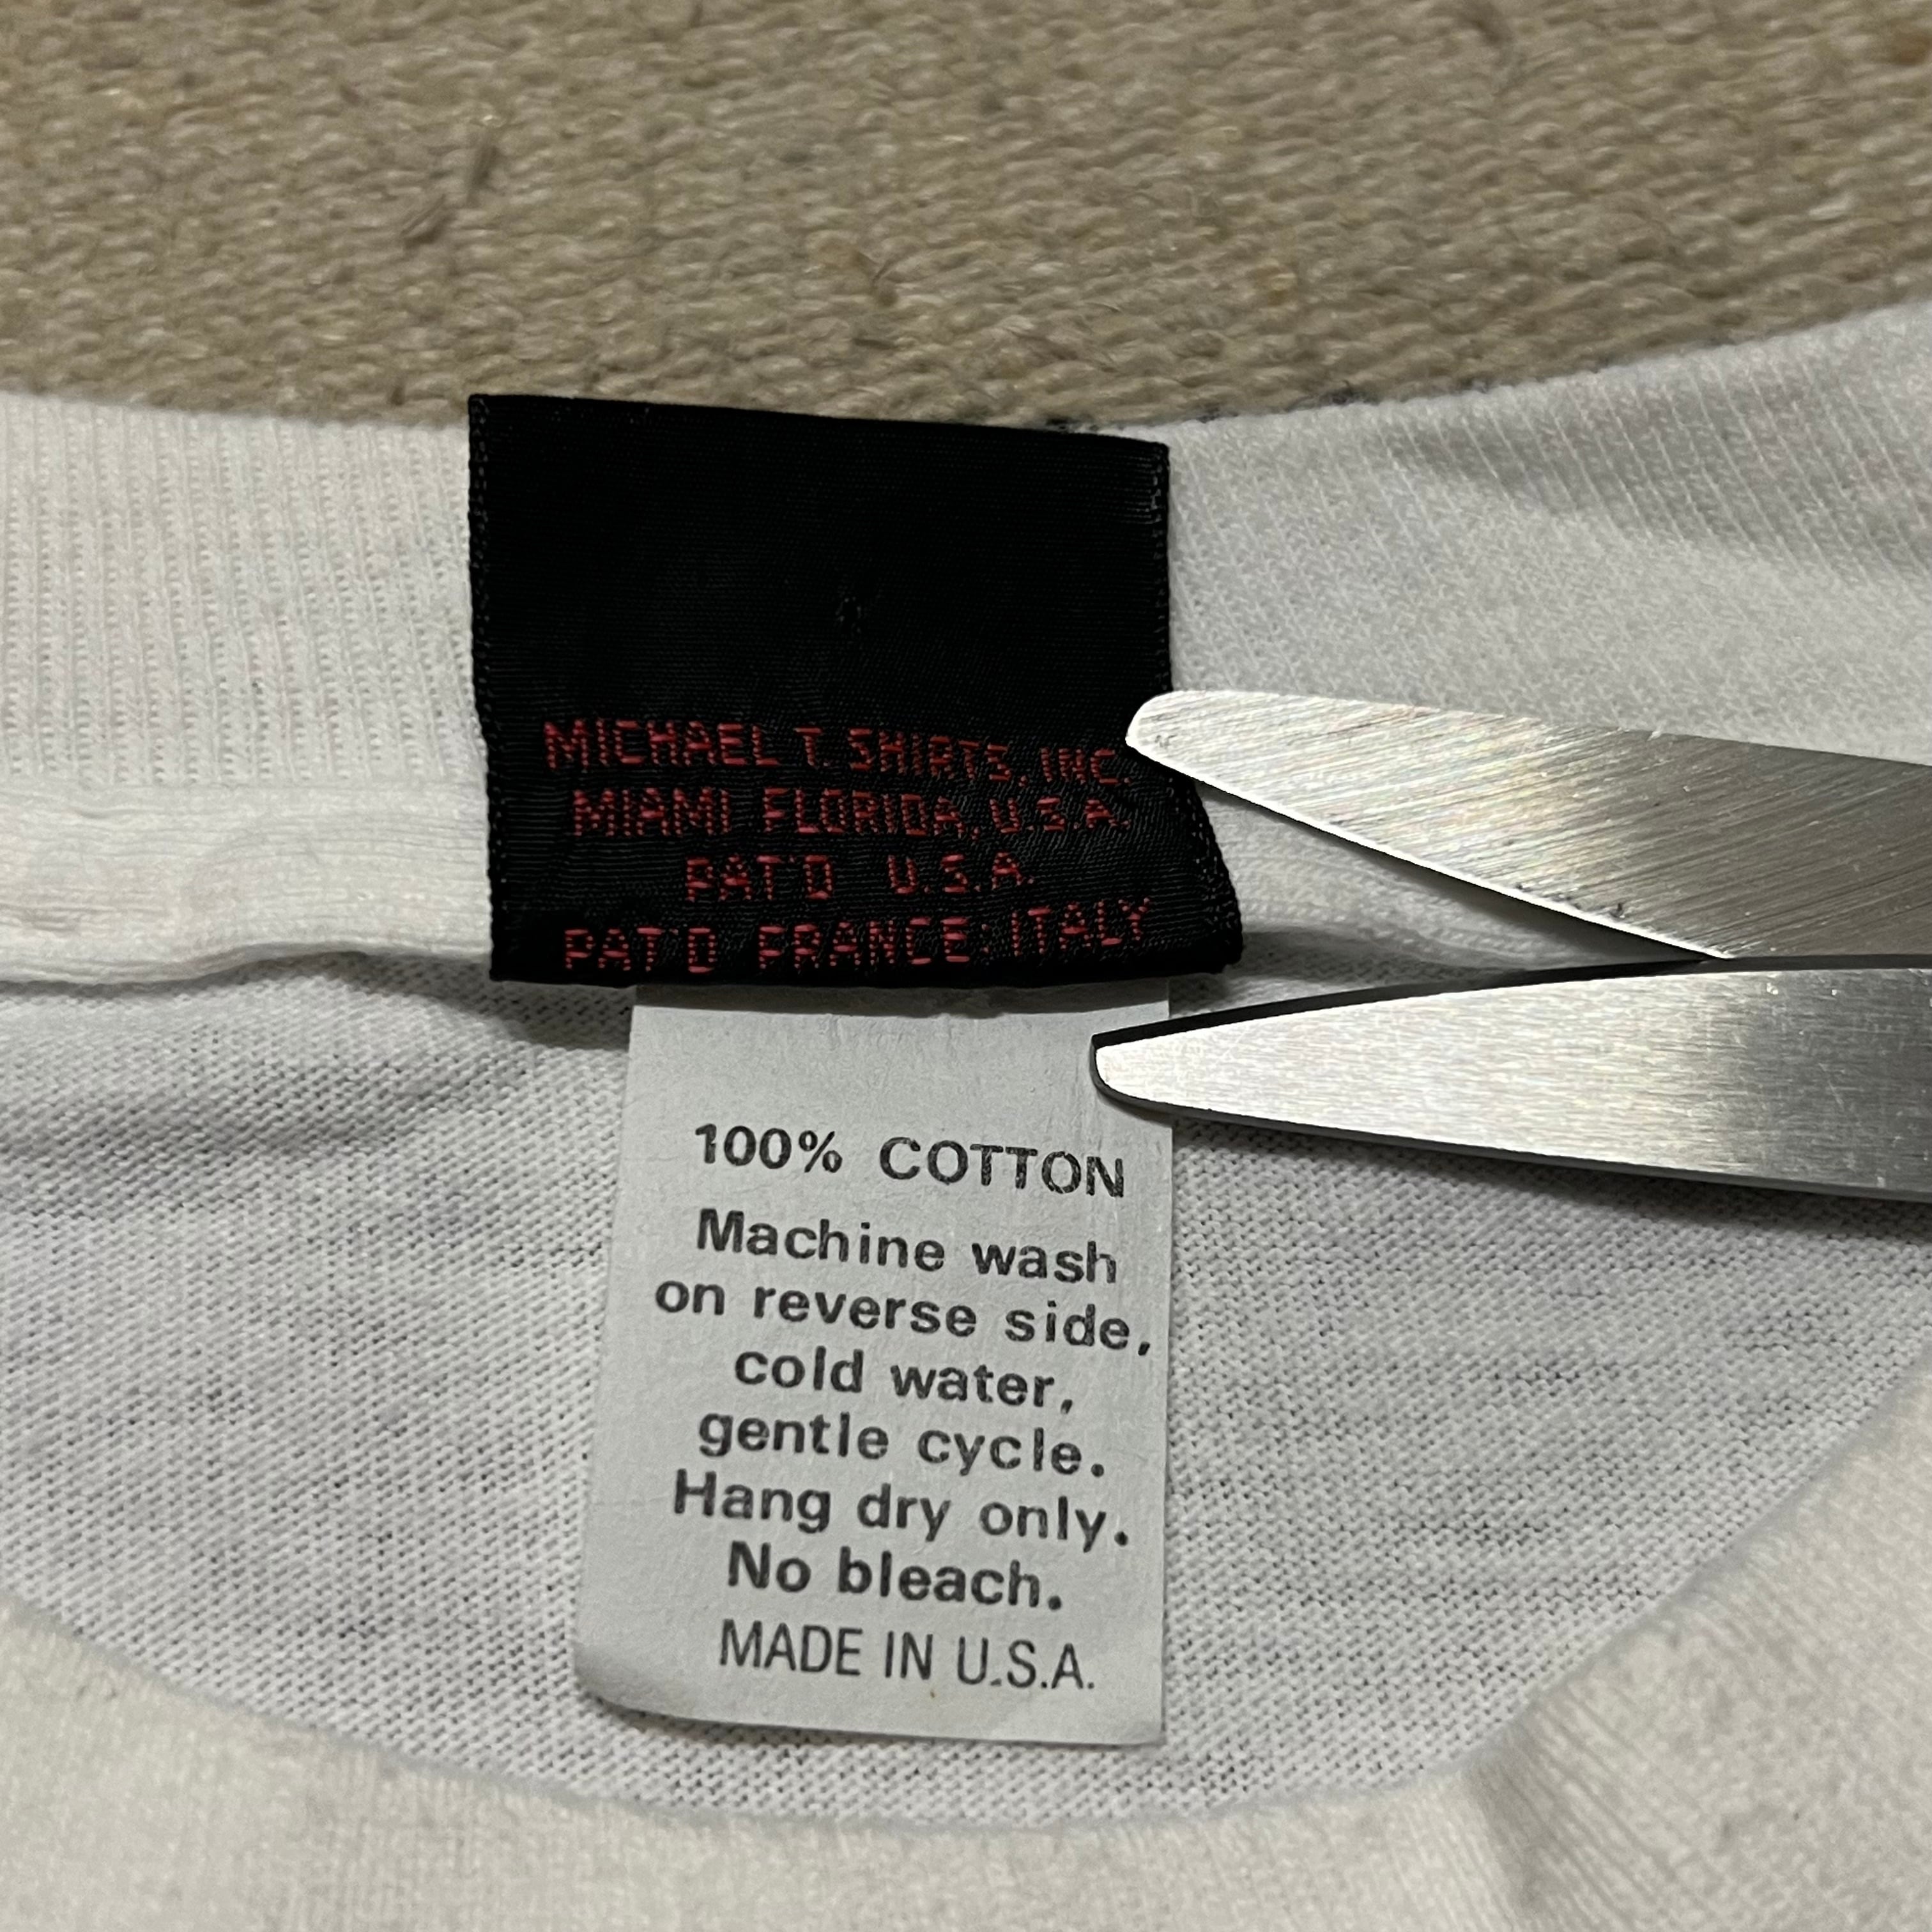 MICHAEL T. SHIRTS, INC.
MIAMI FLORIDA, U.S.A.
PAT'D U.S.A.
PAT'D FRANCE: ITALY
100% COTTON
Machine wash
on reverse side,
cold water,
gentle cycle.
Hang dry only.
No bleach.
MADE IN U.S.A.